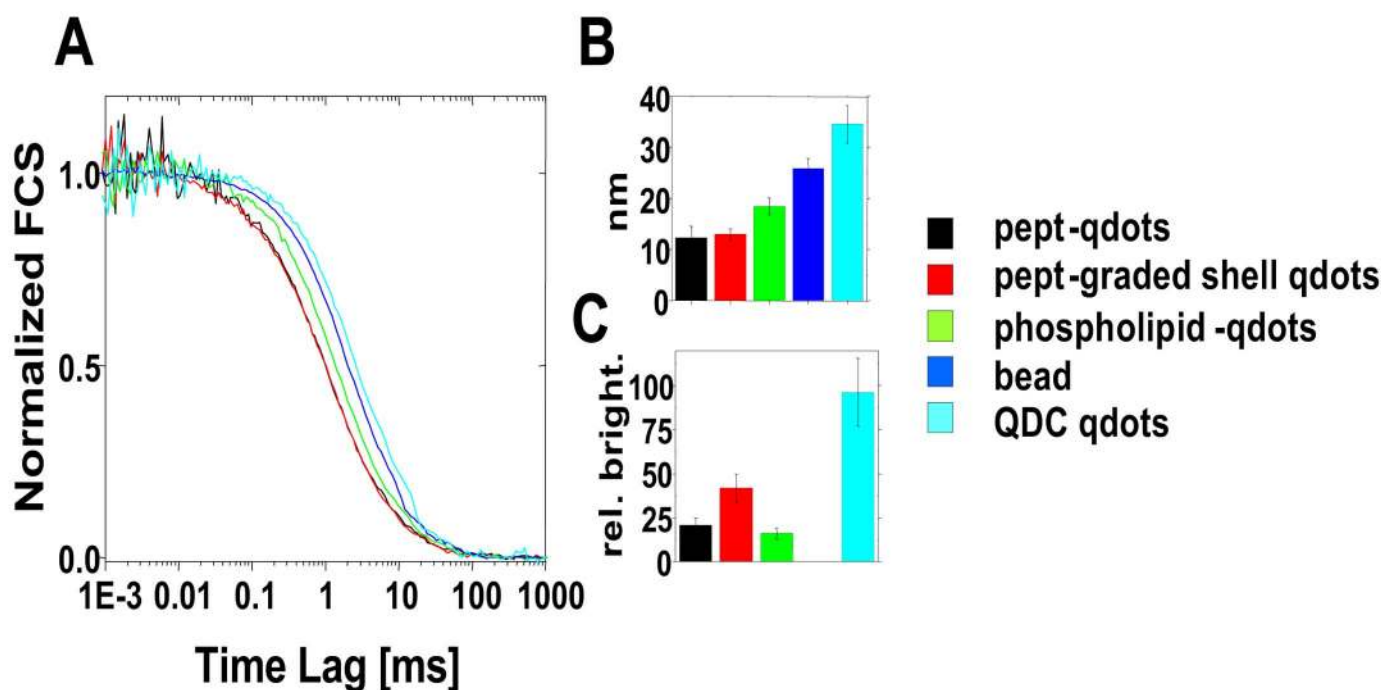 A
Normalized FCS
1.0
0.5
0.0
1E-3 0.01 0.1 1 10 100 1000
Time Lag [ms]
B
nm
40
30
20
10
0
C
rel. bright.
100
75
50
25
0
pept-qdots
pept-graded shell qdots
phospholipid -qdots
bead
QDC qdots